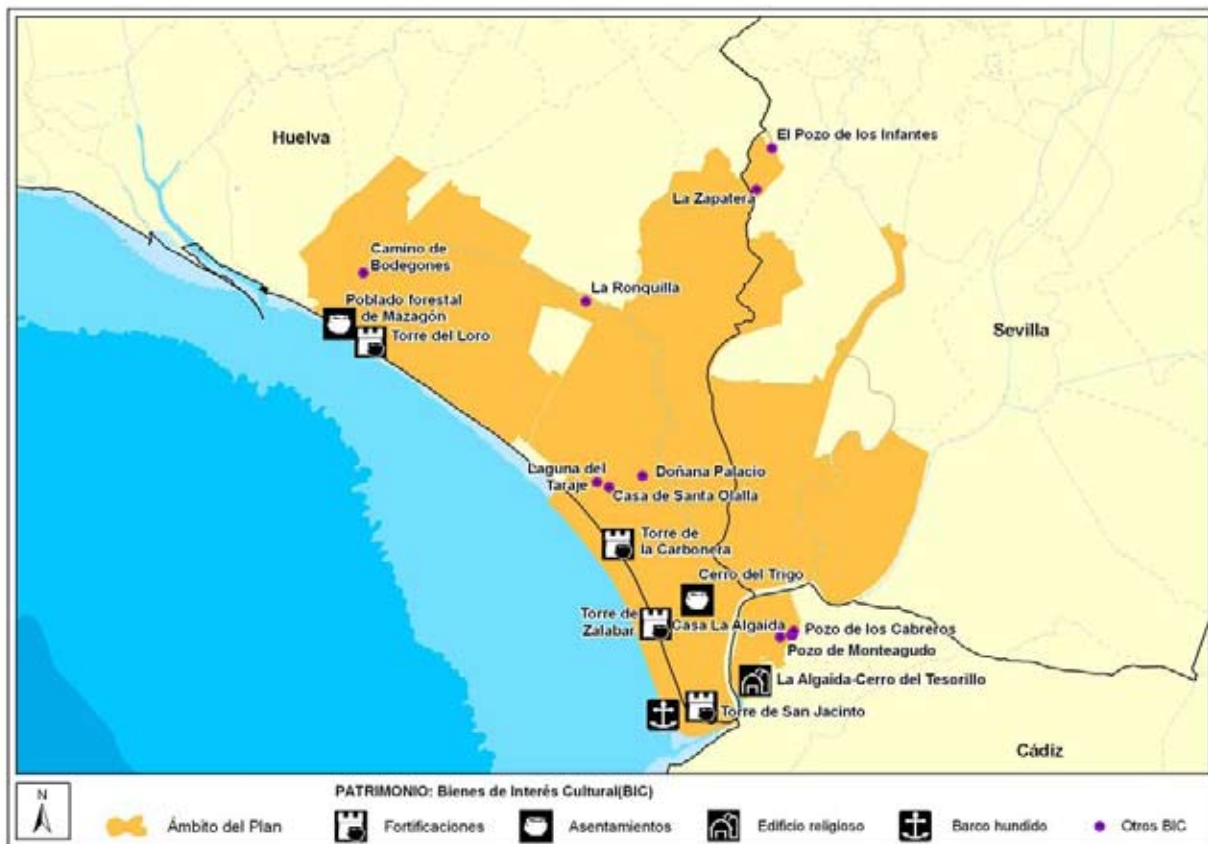 El Pozo de los Infantes
Huelva
La Zapatera
Camino de
Bodegones
La Ronquilla
Poblado forestal
de Mazagón
Torre del Loro
Sevilla
Laguna del
Taraje
Doñana Palacio
Casa de Santa Olalla
Torre de
la Carbonera
Cerro del Trigo
Torre de
Zalabar
Casa La Algaida
Pozo de los Cabreros
Pozo de Monteagudo
La Algaida-Cerro del Tesorillo
Torre de San Jacinto
Cádiz
N
PATRIMONIO: Bienes de Interés Cultural(BIC)
Ámbito del Plan
Fortificaciones
Asentamientos
Edificio religioso
Barco hundido
Otros BIC